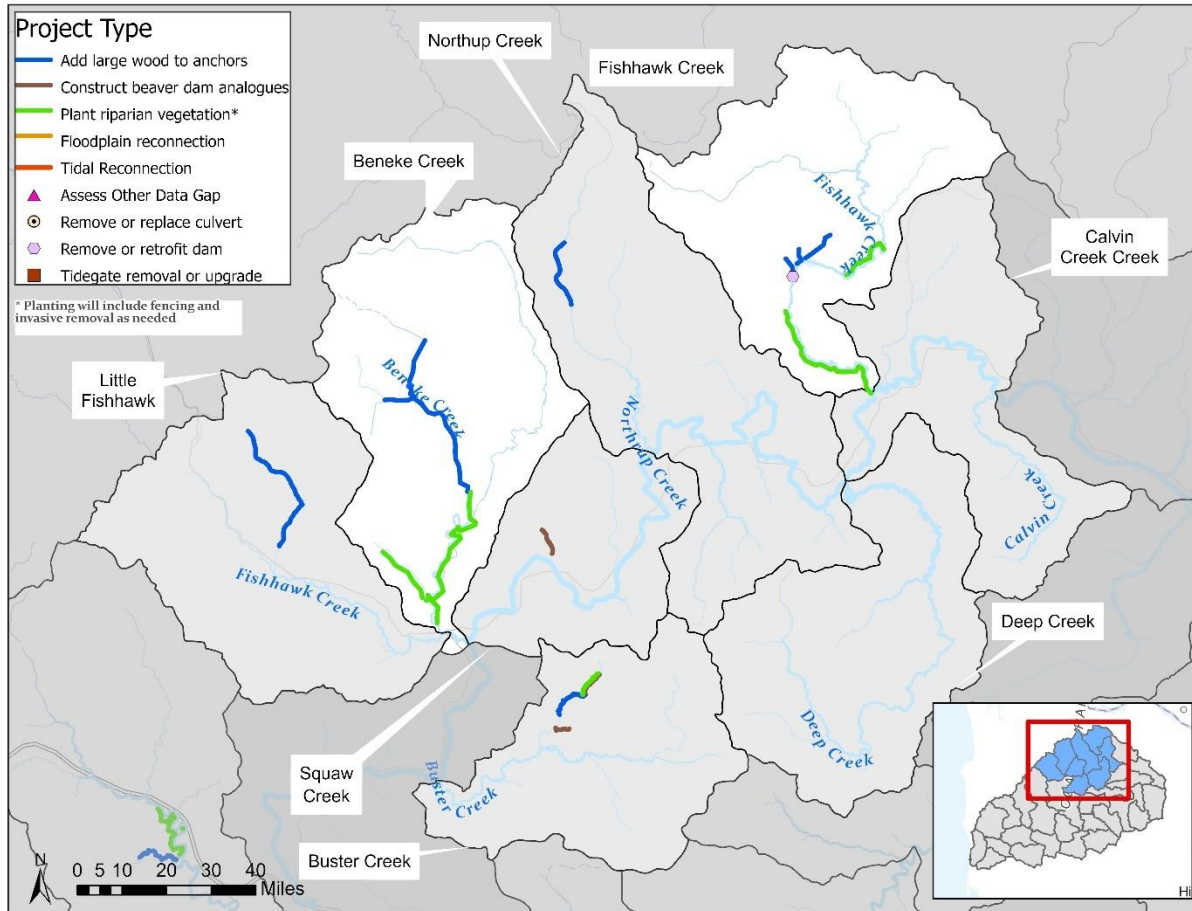 Project Type
Add large wood to anchors
Construct beaver dam analogues
Plant riparian vegetation*
Floodplain reconnection
Tidal Reconnection
Assess Other Data Gap
Remove or replace culvert
Remove or retrofit dam
Tidegate removal or upgrade
* Planting will include fencing and
invasive removal as needed
Northup Creek
Fishhawk Creek
Beneke Creek
Calvin
Creek Creek
Little
Fishhawk
Fishhawk
Creek
Beneke Creek
Northrup Creek
Calvin
Creek
Fishhawk Creek
Deep Creek
Deep Creek
Squaw
Creek
Buster Creek
Buster Creek
N
0 5 10 20 30 40
Miles
Hi